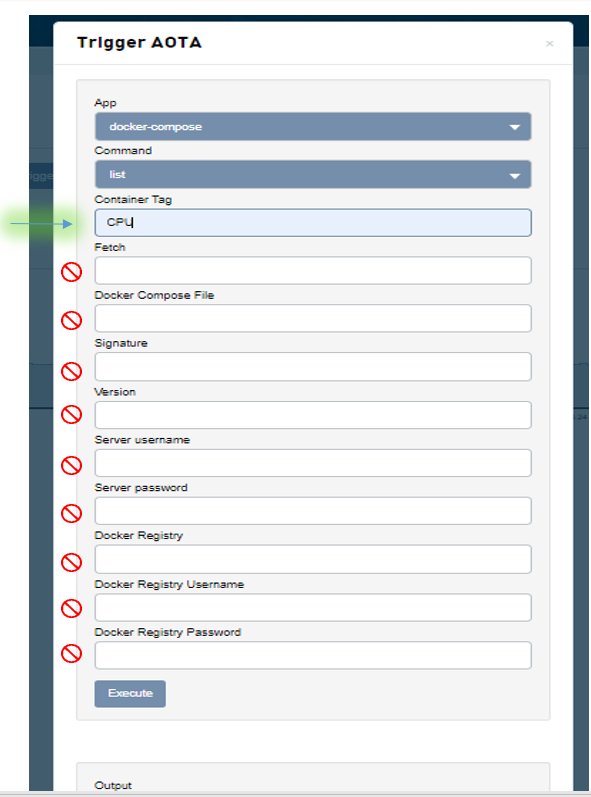 Trigger AOTA
×
App
docker-compose
Command
list
Container Tag
CPU
Fetch
Docker Compose File
Signature
Version
Server username
Server password
Docker Registry
Docker Registry Username
Docker Registry Password
Execute
Output